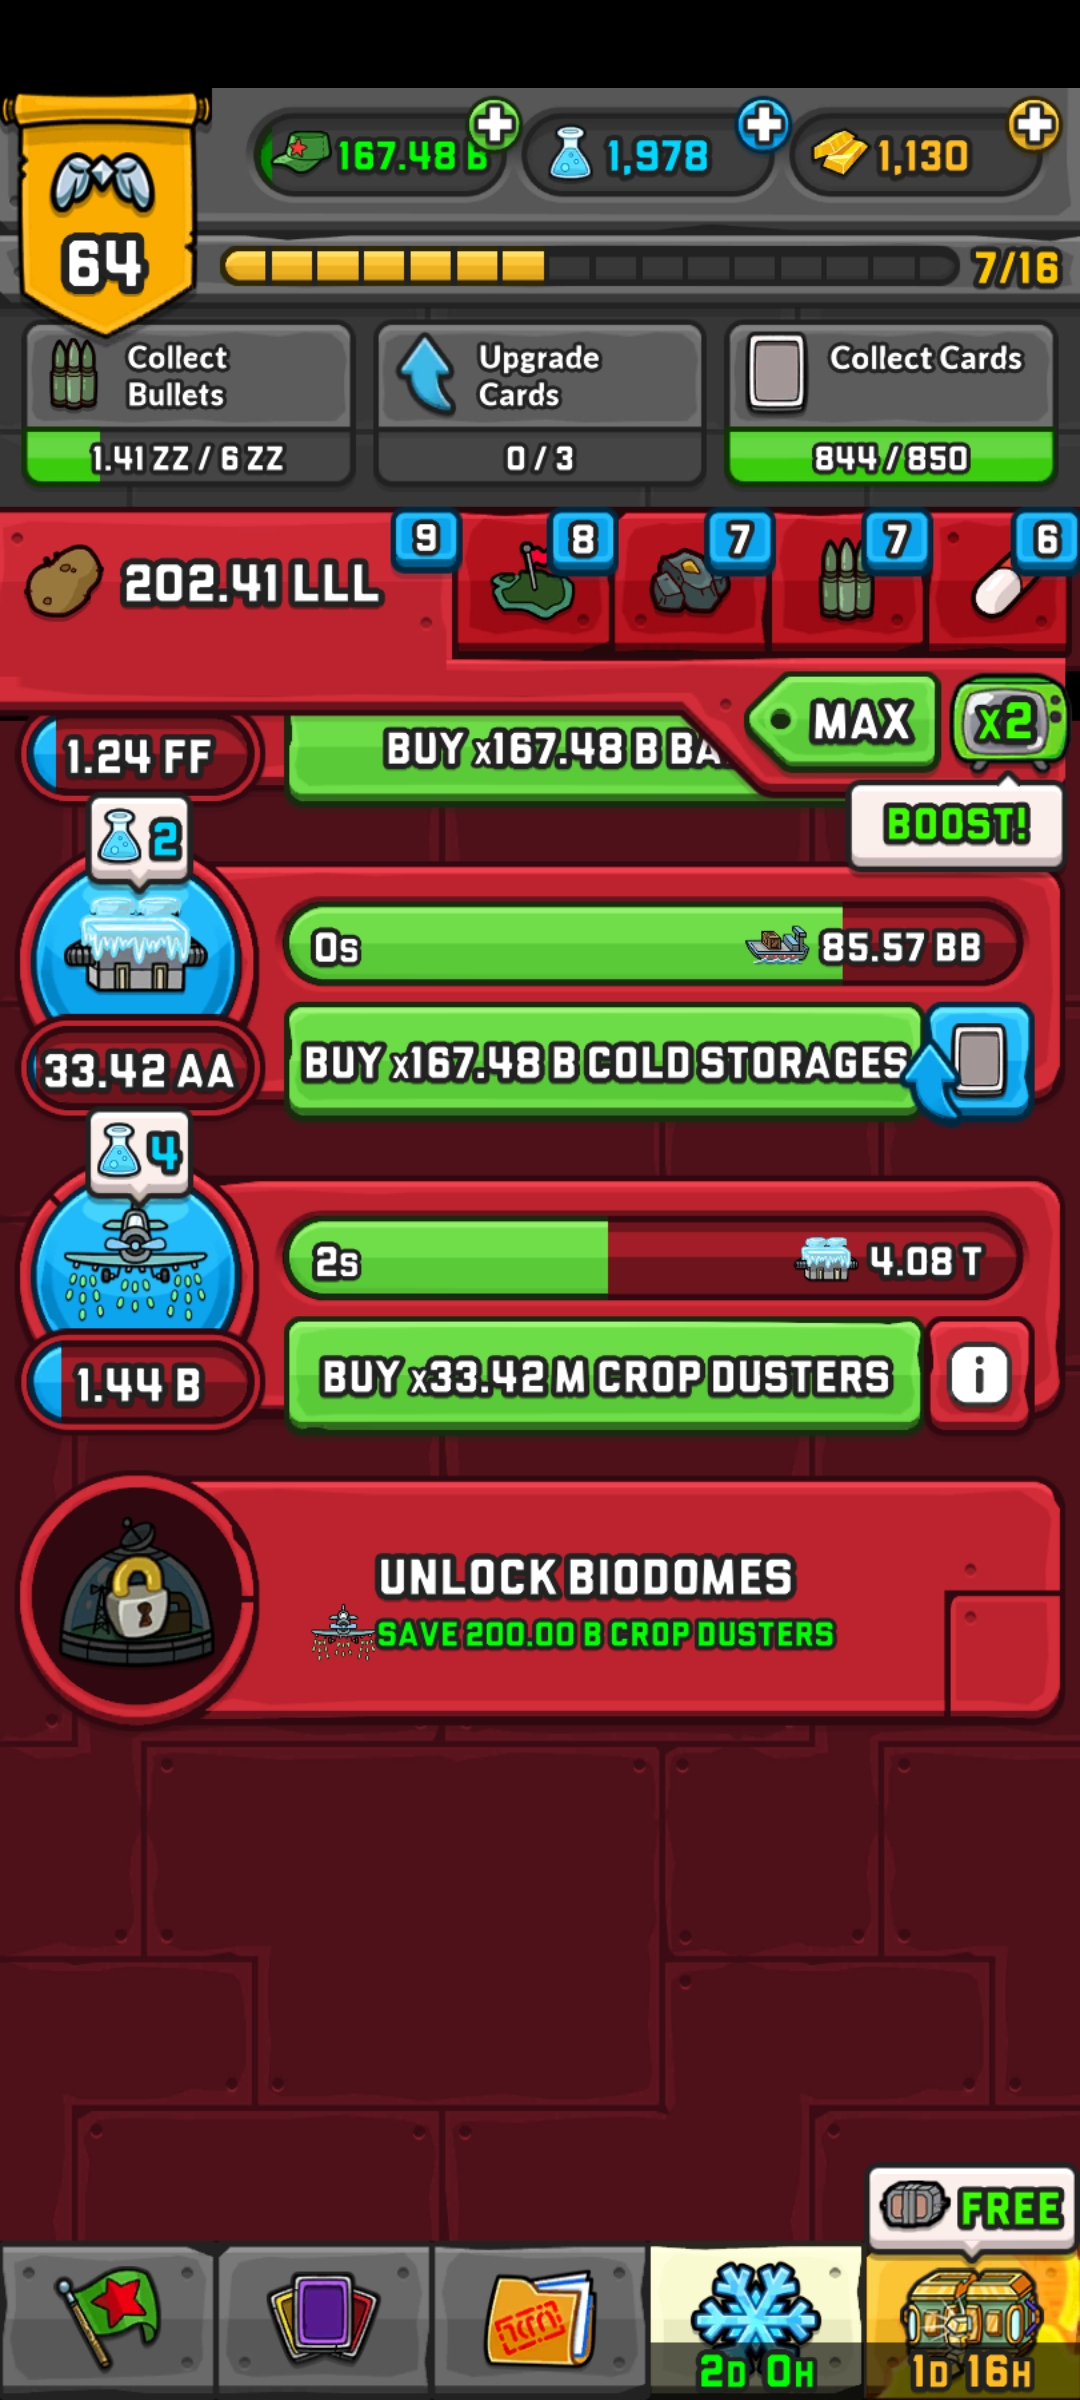 64
167.48 B
1,978
1,130
7/16
Collect
Bullets
1.41 ZZ / 6 ZZ
Upgrade
Cards
0 / 3
Collect Cards
844 / 850
202.41 LLL
9
8
7
7
6
MAX
X2
BOOST!
1.24 FF
BUY x167.48 B BA
2
0s
85.57 BB
33.42 AA
BUY x167.48 B COLD STORAGES
4
2s
4.08 T
1.44 B
BUY x33.42 M CROP DUSTERS
i
UNLOCK BIODOMES
SAVE 200.00 B CROP DUSTERS
FREE
2D 0H
1D 16H